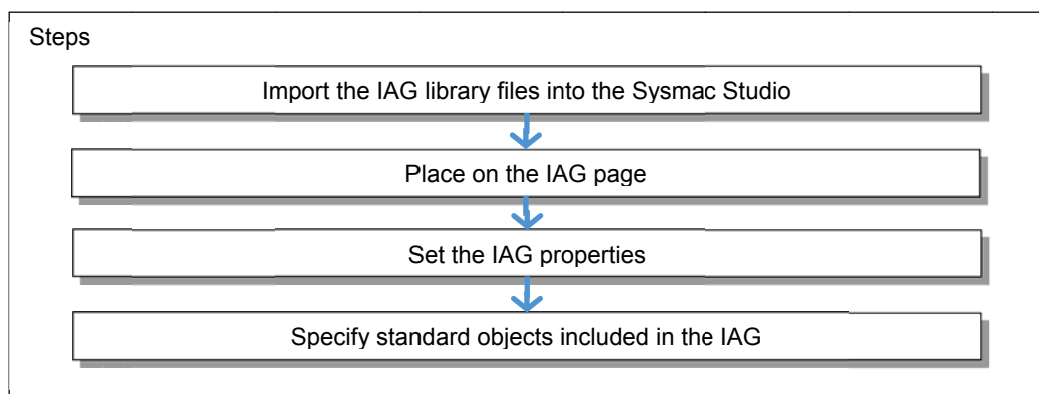 Steps
Import the IAG library files into the Sysmac Studio
Place on the IAG page
Set the IAG properties
Specify standard objects included in the IAG